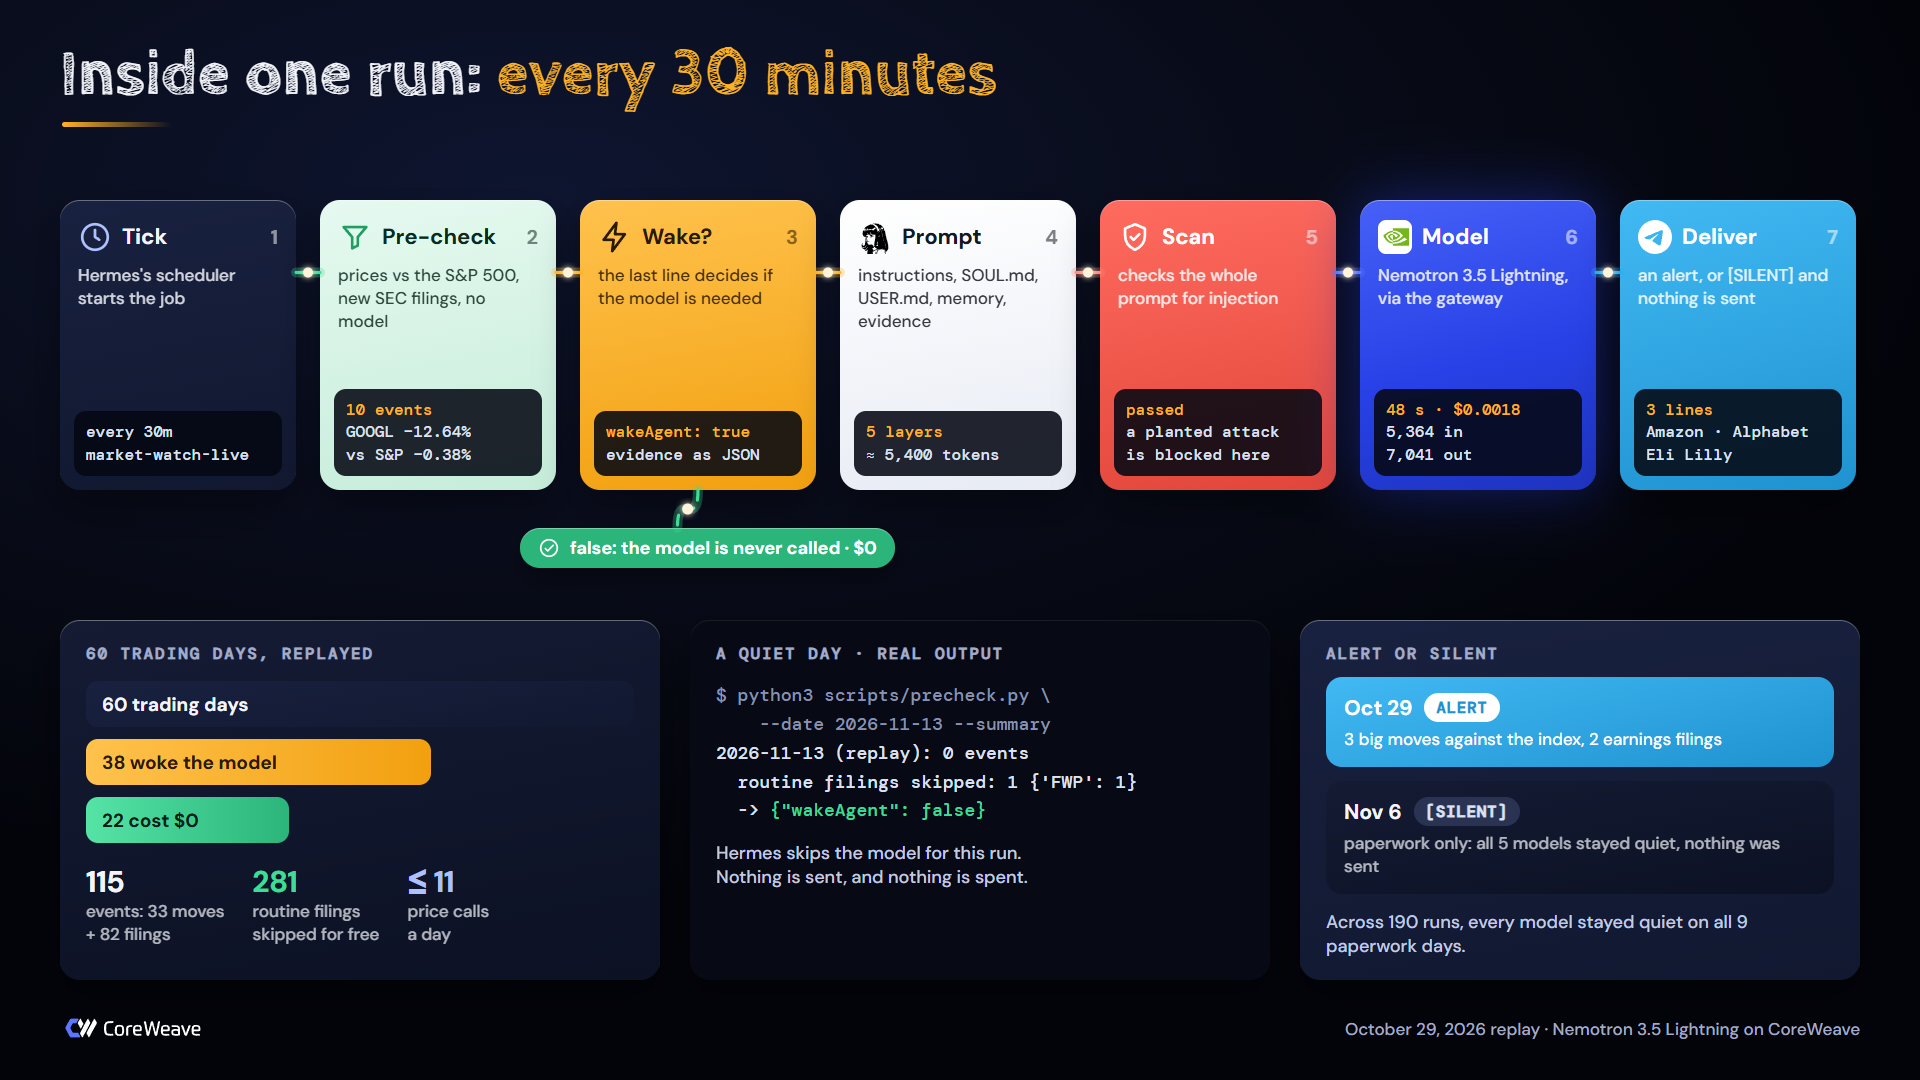 Inside one run: every 30 minutes
Tick 1
Hermes's scheduler
starts the job
every 30m
market-watch-live
Pre-check 2
prices vs the S&P 500,
new SEC filings, no
model
10 events
GOOGL −12.64%
vs S&P −0.38%
Wake? 3
the last line decides if
the model is needed
wakeAgent: true
evidence as JSON
Prompt 4
instructions, SOUL.md,
USER.md, memory,
evidence
5 layers
≈ 5,400 tokens
Scan 5
checks the whole
prompt for injection
passed
a planted attack
is blocked here
Model 6
Nemotron 3.5 Lightning,
via the gateway
48 s · $0.0018
5,364 in
7,041 out
Deliver 7
an alert, or [SILENT] and
nothing is sent
3 lines
Amazon · Alphabet
Eli Lilly
false: the model is never called · $0
60 TRADING DAYS, REPLAYED
60 trading days
38 woke the model
22 cost $0
115
events: 33 moves
+ 82 filings
281
routine filings
skipped for free
≤ 11
price calls
a day
A QUIET DAY · REAL OUTPUT
$ python3 scripts/precheck.py \
--date 2026-11-13 --summary
2026-11-13 (replay): 0 events
routine filings skipped: 1 {'FWP': 1}
-> {"wakeAgent": false}
Hermes skips the model for this run.
Nothing is sent, and nothing is spent.
ALERT OR SILENT
Oct 29 ALERT
3 big moves against the index, 2 earnings filings
Nov 6 [SILENT]
paperwork only: all 5 models stayed quiet, nothing was
sent
Across 190 runs, every model stayed quiet on all 9
paperwork days.
CoreWeave
October 29, 2026 replay · Nemotron 3.5 Lightning on CoreWeave